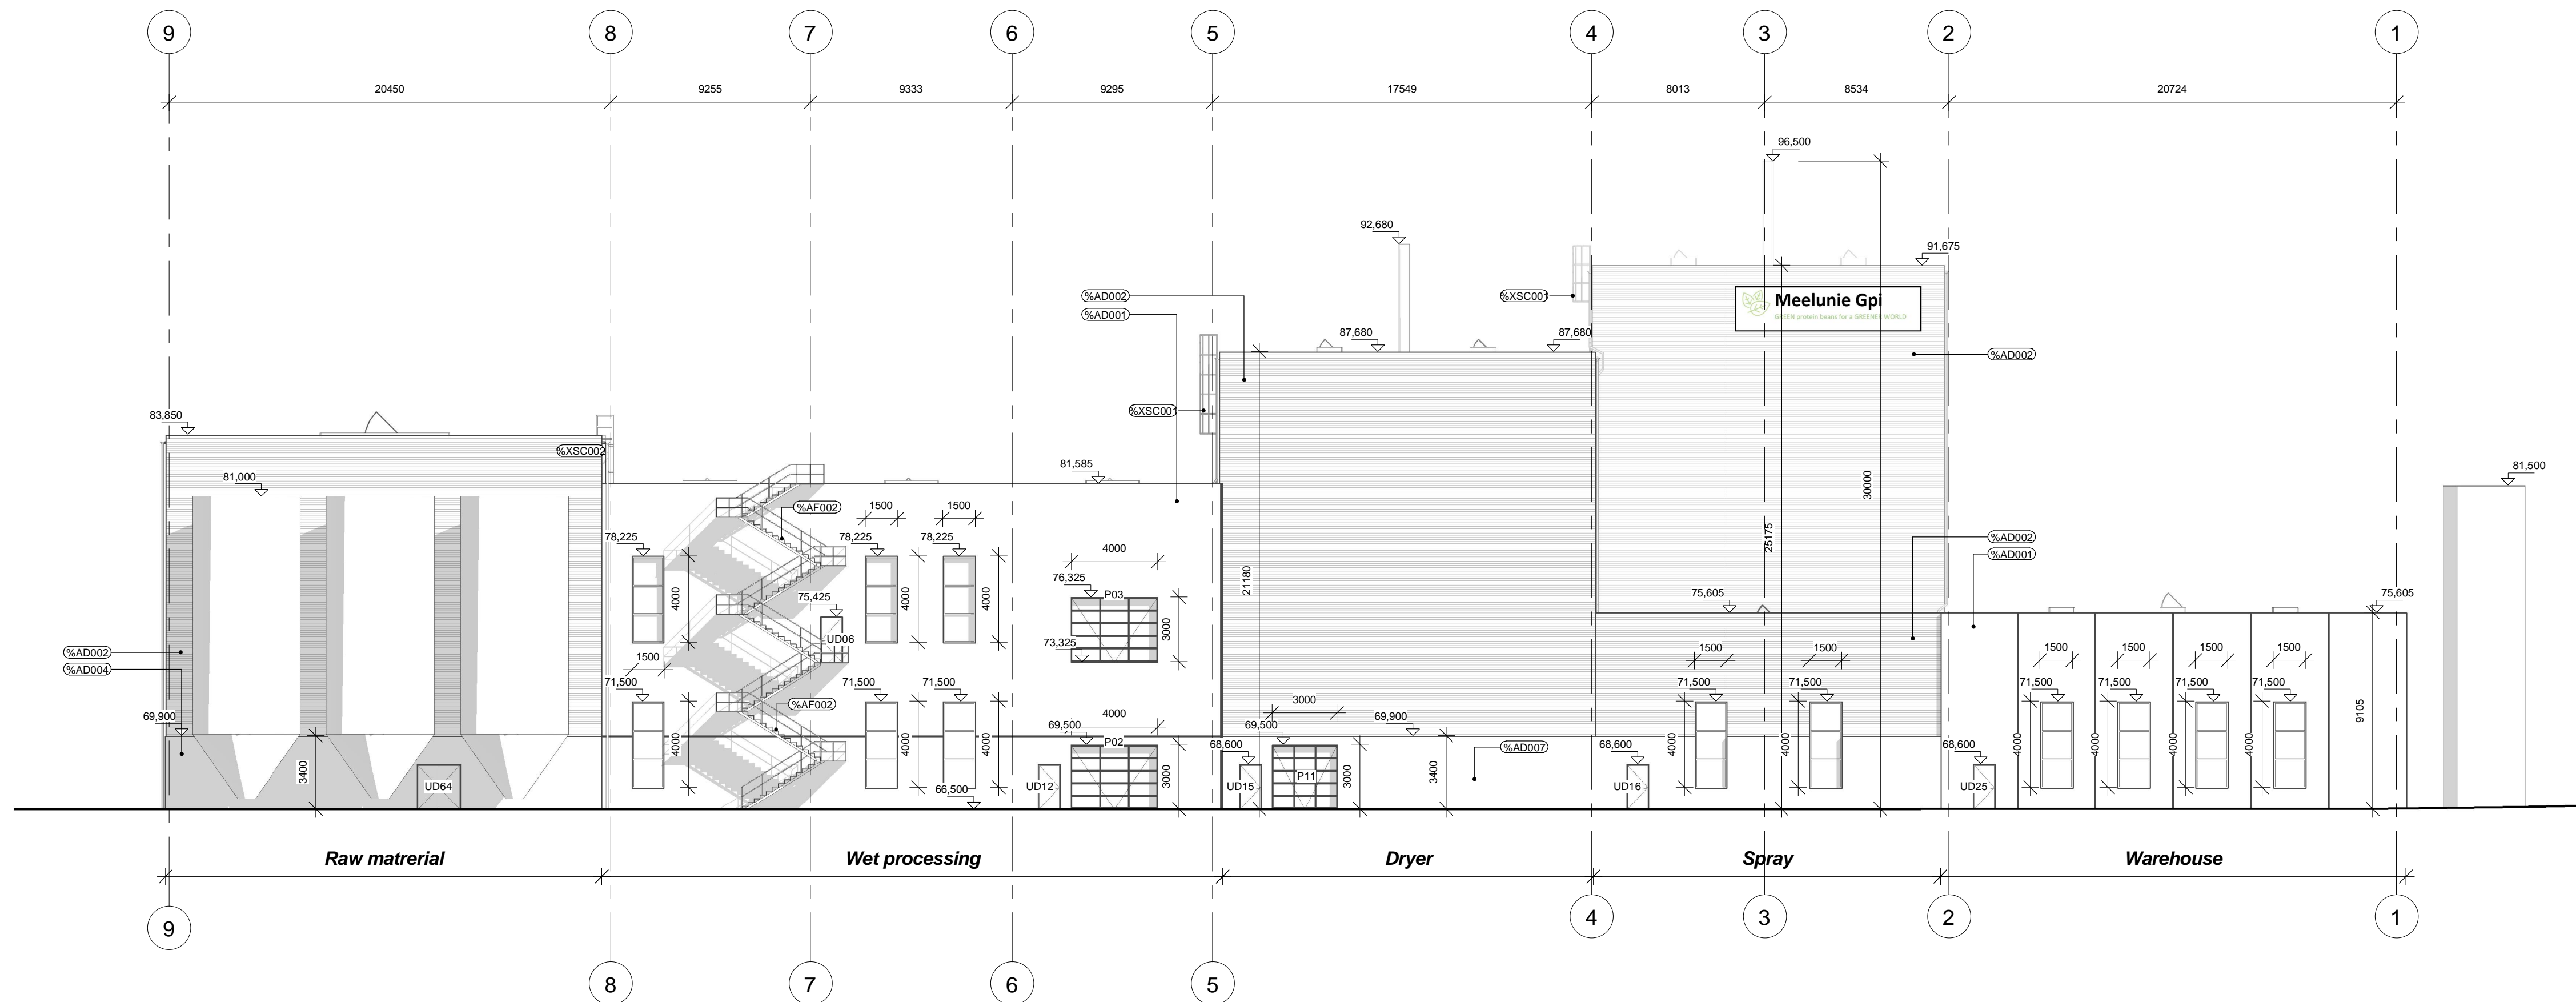 9 8 7 6 5 4 3 2 1
20450 9255 9333 9295 17549 8013 8534 20724
96,500
92,680
91,675
%AD002
%XSC001
Meelunie Gpi
%AD001
GREEN protein beans for a GREENER WORLD
87,680 87,680
%AD002
%XSC001
83,850
%XSC002
81,585
81,500
81,000
30000
1500 1500
%AF002
78,225 78,225 78,225
25175
%AD002
4000
%AD001
21180
76,325
4000 4000 4000
P03
75,425
75,605 75,605
3000
UD06
73,325
%AD002
1500
1500 1500 1500 1500 1500 1500
%AD004
71,500 71,500 71,500 71,500 71,500 71,500 71,500 71,500 71,500
%AF002
3000
9105
69,900
4000
69,900
69,500 69,500
P02
4000 4000 4000
68,600 68,600 68,600
%AD007
4000 4000 4000 4000 4000 4000
3400
3000
P11
3000
3400
UD64
66,500
UD12
UD15
UD16
UD25
Raw matrerial Wet processing Dryer Spray Warehouse
9 4 3 2 1
8 7 6 5